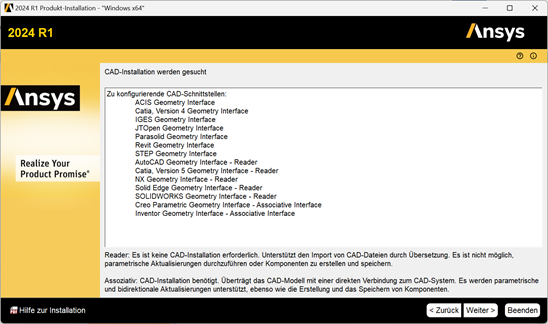 2024 R1 Produkt-Installation - "Windows x64"
2024 R1
Ansys
CAD-Installation werden gesucht
Zu konfigurierende CAD-Schnittstellen:
ACIS Geometry Interface
Catia, Version 4 Geometry Interface
IGES Geometry Interface
JTOpen Geometry Interface
Parasolid Geometry Interface
Revit Geometry Interface
STEP Geometry Interface
AutoCAD Geometry Interface - Reader
Catia, Version 5 Geometry Interface - Reader
NX Geometry Interface - Reader
Solid Edge Geometry Interface - Reader
SOLIDWORKS Geometry Interface - Reader
Creo Parametric Geometry Interface - Associative Interface
Inventor Geometry Interface - Associative Interface
Ansys
Realize Your
Product Promise®
Reader: Es ist keine CAD-Installation erforderlich. Unterstützt den Import von CAD-Dateien durch Übersetzung. Es ist nicht möglich,
parametrische Aktualisierungen durchzuführen oder Komponenten zu erstellen und speichern.
Assoziativ: CAD-Installation benötigt. Überträgt das CAD-Modell mit einer direkten Verbindung zum CAD-System. Es werden parametrische
und bidirektionale Aktualisierungen unterstützt, ebenso wie die Erstellung und das Speichern von Komponenten.
Hilfe zur Installation
< Zurück
Weiter >
Beenden